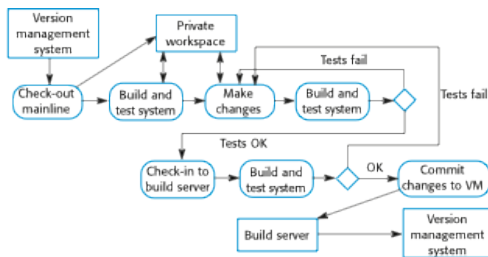 Version
management
system
Private
workspace
Tests fail
Check-out
mainline
Build and
test system
Make
changes
Build and
test system
Tests fail
Tests OK
Check-in to
build server
Build and
test system
OK
Commit
changes to VM
Build server
Version
management
system